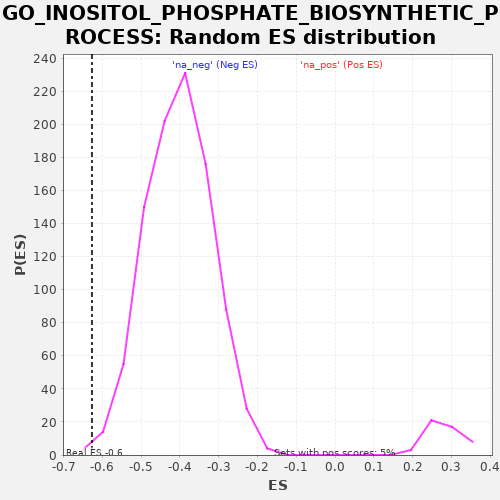 GO_INOSITOL_PHOSPHATE_BIOSYNTHETIC_P
ROCESS: Random ES distribution
'na_neg' (Neg ES) 'na_pos' (Pos ES)
240
220
200
180
160
140
120
100
80
60
40
20
0
P(ES)
Real ES -0.6
Sets with pos scores: 5%
-0.7 -0.6 -0.5 -0.4 -0.3 -0.2 -0.1 -0.0 0.0 0.1 0.2 0.3 0.4
ES